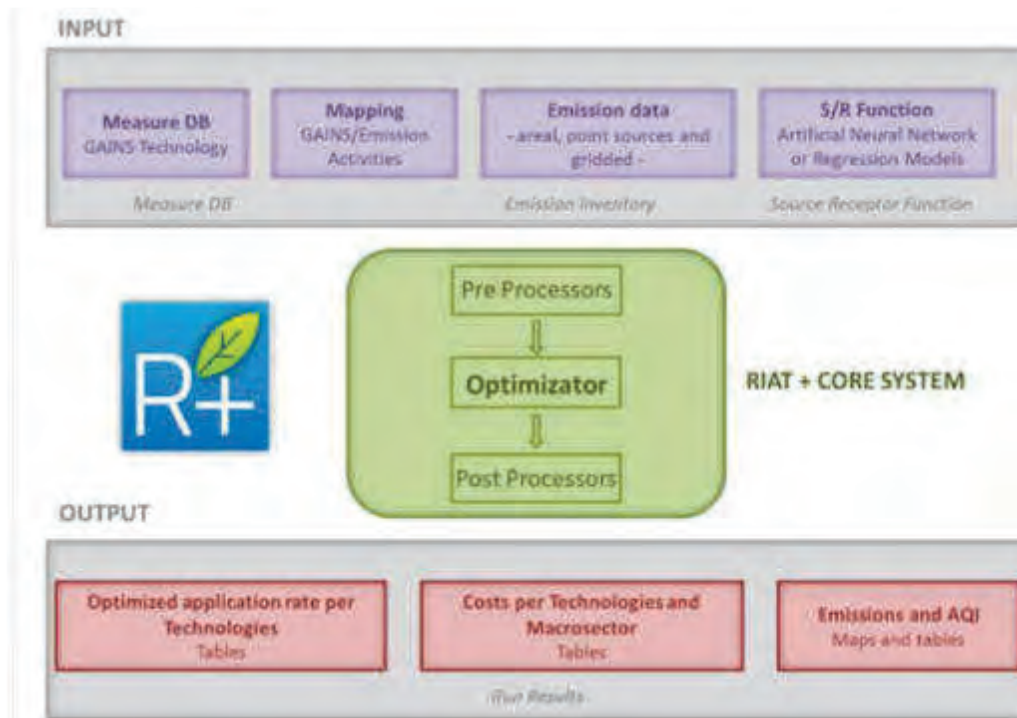 INPUT
Measure DB
GAINS Technology
Mapping
GAINS/Emission
Activities
Emission data
- areal, point sources and
gridded -
S/R Function
Artificial Neural Network
or Regression Models
Measure DB
Emission Inventory
Source Receptor Function
R+
Pre Processors
Optimizator
Post Processors
RIAT + CORE SYSTEM
OUTPUT
Optimized application rate per
Technologies
Tables
Costs per Technologies and
Macrosector
Tables
Emissions and AQI
Maps and tables
Run Results